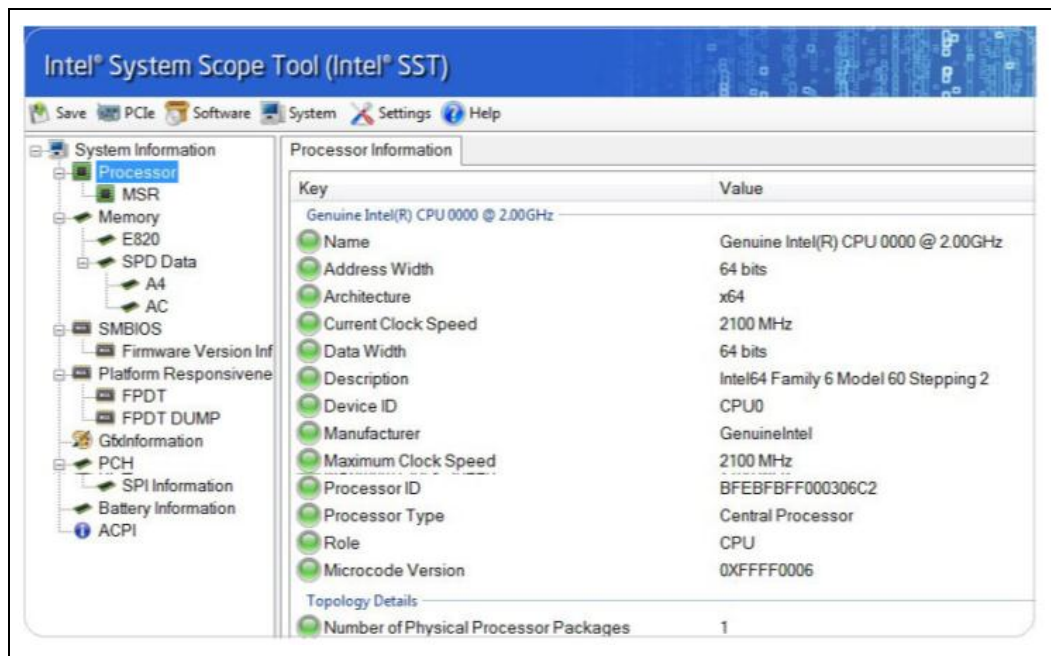 Intel® System Scope Tool (Intel® SST)
Save PCIe Software System Settings Help
System Information
Processor
MSR
Memory
E820
SPD Data
A4
AC
SMBIOS
Firmware Version Inf
Platform Responsivene
FPDT
FPDT DUMP
GfxInformation
PCH
SPI Information
Battery Information
ACPI
Processor Information
Key Value
Genuine Intel(R) CPU 0000 @ 2.00GHz
Name Genuine Intel(R) CPU 0000 @ 2.00GHz
Address Width 64 bits
Architecture x64
Current Clock Speed 2100 MHz
Data Width 64 bits
Description Intel64 Family 6 Model 60 Stepping 2
Device ID CPU0
Manufacturer GenuineIntel
Maximum Clock Speed 2100 MHz
Processor ID BFEBFBFF000306C2
Processor Type Central Processor
Role CPU
Microcode Version 0XFFFF0006
Topology Details
Number of Physical Processor Packages 1